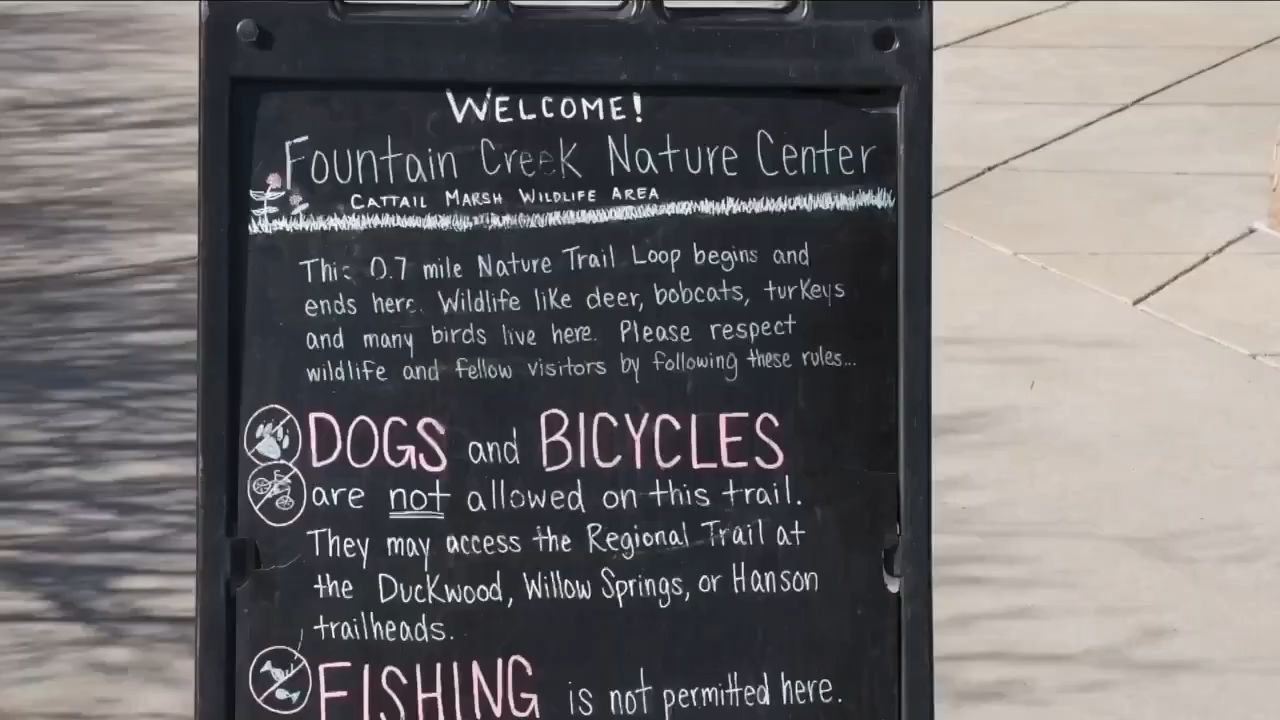 WELCOME!
Fountain Creek Nature Center
CATTAIL MARSH WILDLIFE AREA
This 0.7 mile Nature Trail Loop begins and
ends here. Wildlife like deer, bobcats, turkeys
and many birds live here. Please respect
wildlife and fellow visitors by following these rules...
DOGS and BICYCLES
are not allowed on this trail.
They may access the Regional Trail at
the Duckwood, Willow Springs, or Hanson
trailheads.
FISHING is not permitted here.